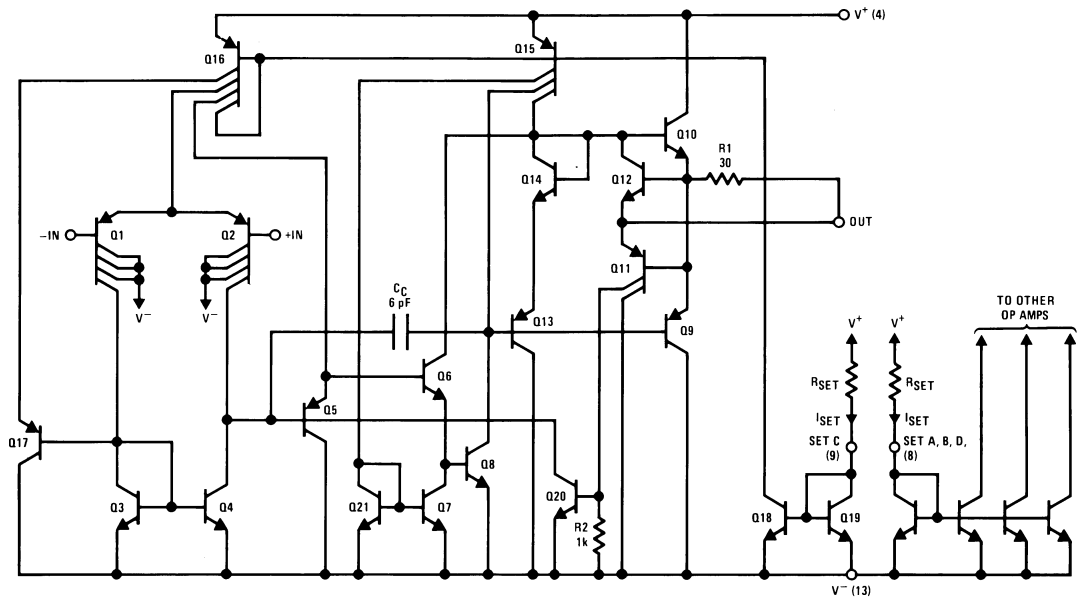 V+ (4)
Q16
Q15
Q10
R1
30
Q14
Q12
OUT
-IN
Q1
Q2
+IN
Q11
V-
V-
CC
6 pF
Q13
Q9
TO OTHER
OP AMPS
V+
V+
RSET
RSET
ISET
ISET
SET C
(9)
SET A, B, D,
(8)
Q6
Q5
Q17
Q8
Q3
Q4
Q21
Q7
Q20
R2
1k
Q18
Q19
V- (13)